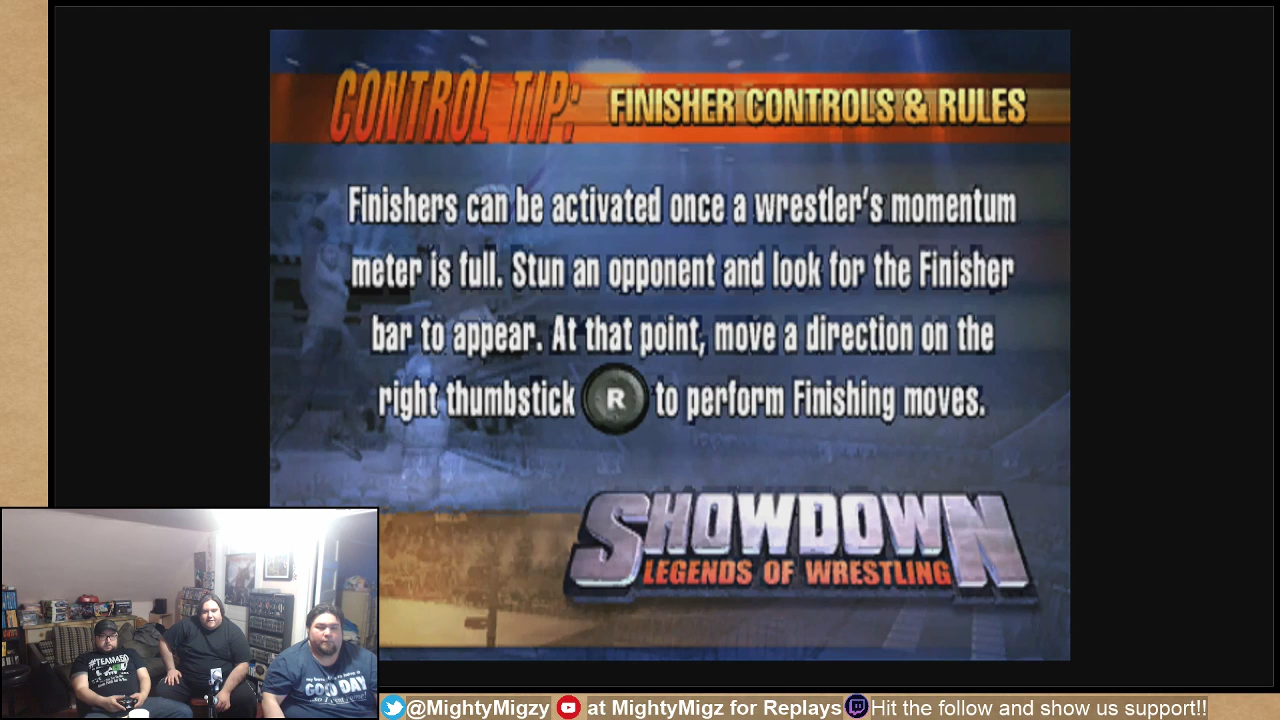 CONTROL TIP: FINISHER CONTROLS & RULES
Finishers can be activated once a wrestler's momentum
meter is full. Stun an opponent and look for the Finisher
bar to appear. At that point, move a direction on the
right thumbstick R to perform Finishing moves.
SHOWDOWN
LEGENDS OF WRESTLING
GOOD DAY
@MightyMigzy at MightyMigz for Replays Hit the follow and show us support!!